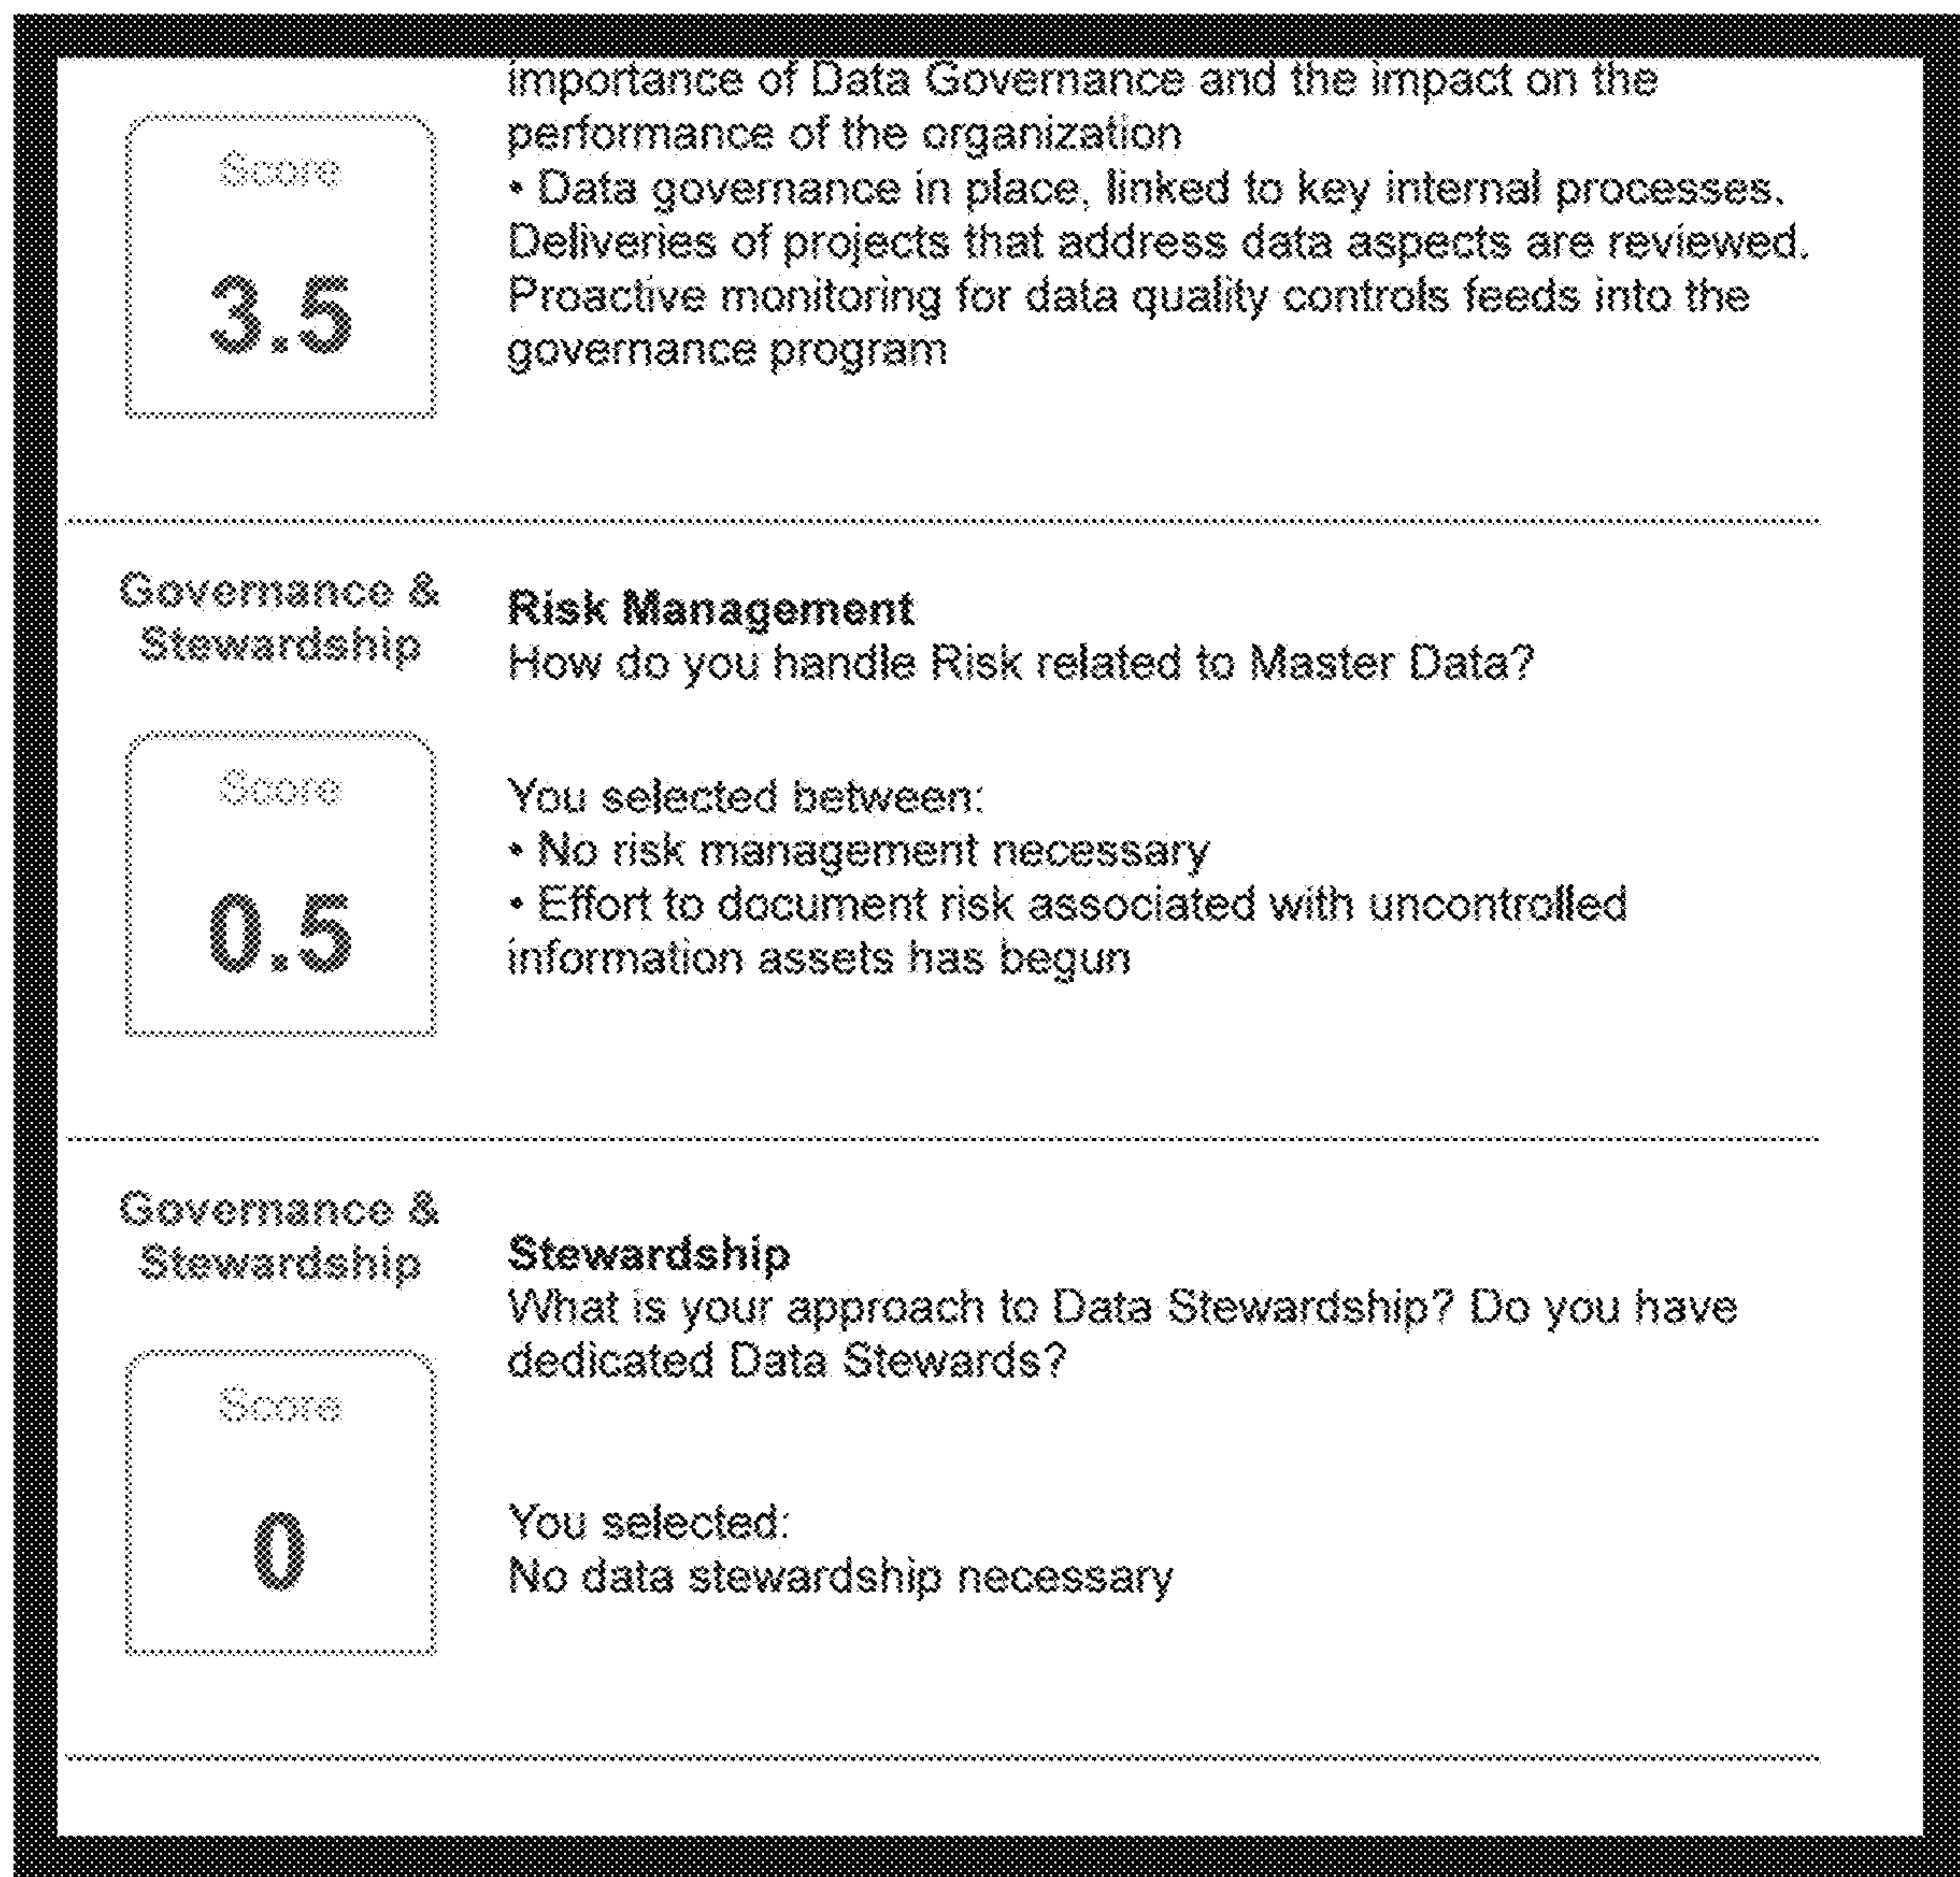 importance of Data Governance and the impact on the
performance of the organization
• Data governance in place, linked to key internal processes.
Deliveries of projects that address data aspects are reviewed.
Proactive monitoring for data quality controls feeds into the
governance program
Score
3.5
Governance &
Stewardship
Risk Management
How do you handle Risk related to Master Data?
Score
0.5
You selected between:
• No risk management necessary
• Effort to document risk associated with uncontrolled
information assets has begun
Governance &
Stewardship
Stewardship
What is your approach to Data Stewardship? Do you have
dedicated Data Stewards?
Score
0
You selected:
No data stewardship necessary